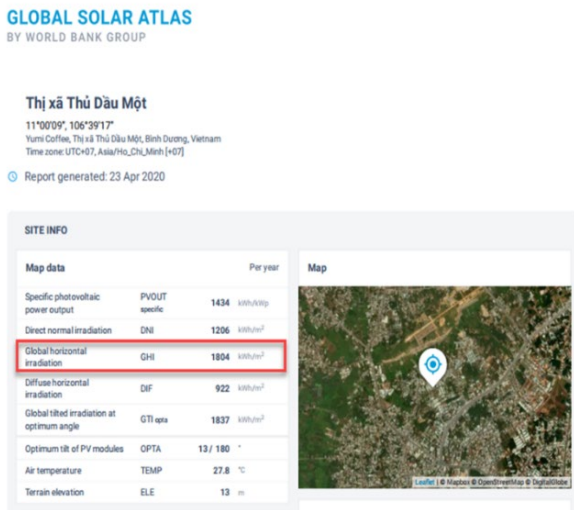 GLOBAL SOLAR ATLAS
BY WORLD BANK GROUP
Thị xã Thủ Dầu Một
11°00'09", 106°39'17"
Yumi Coffee, Thị xã Thủ Dầu Một, Bình Dương, Vietnam
Time zone: UTC+07, Asia/Ho_Chi_Minh [+07]
Report generated: 23 Apr 2020
SITE INFO
Map data Per year
Specific photovoltaic power output PVOUT specific 1434 kWh/kWp
Direct normal irradiation DNI 1206 kWh/m²
Global horizontal irradiation GHI 1804 kWh/m²
Diffuse horizontal irradiation DIF 922 kWh/m²
Global tilted irradiation at optimum angle GTI opta 1837 kWh/m²
Optimum tilt of PV modules OPTA 13 / 180 °
Air temperature TEMP 27.8 °C
Terrain elevation ELE 13 m
Map
Leaflet | © Mapbox © OpenStreetMap © DigitalGlobe